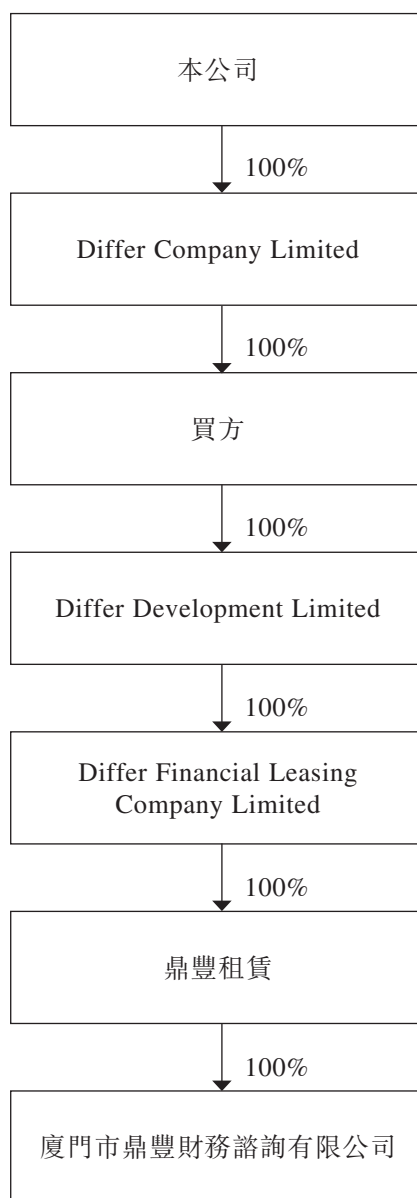 本公司
100%
Differ Company Limited
100%
買方
100%
Differ Development Limited
100%
Differ Financial Leasing
Company Limited
100%
鼎豐租賃
100%
廈門市鼎豐財務諮詢有限公司